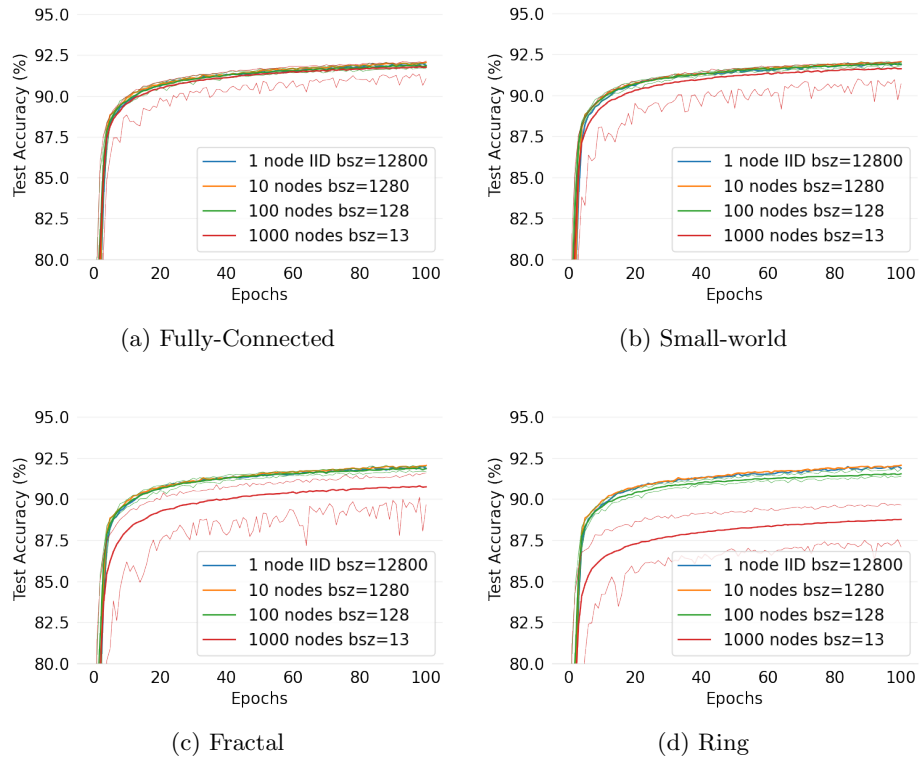 95.0
92.5
90.0
87.5
85.0
82.5
80.0
Test Accuracy (%)
0 20 40 60 80 100
Epochs
1 node IID bsz=12800
10 nodes bsz=1280
100 nodes bsz=128
1000 nodes bsz=13
(a) Fully-Connected
95.0
92.5
90.0
87.5
85.0
82.5
80.0
Test Accuracy (%)
0 20 40 60 80 100
Epochs
1 node IID bsz=12800
10 nodes bsz=1280
100 nodes bsz=128
1000 nodes bsz=13
(b) Small-world
95.0
92.5
90.0
87.5
85.0
82.5
80.0
Test Accuracy (%)
0 20 40 60 80 100
Epochs
1 node IID bsz=12800
10 nodes bsz=1280
100 nodes bsz=128
1000 nodes bsz=13
(c) Fractal
95.0
92.5
90.0
87.5
85.0
82.5
80.0
Test Accuracy (%)
0 20 40 60 80 100
Epochs
1 node IID bsz=12800
10 nodes bsz=1280
100 nodes bsz=128
1000 nodes bsz=13
(d) Ring